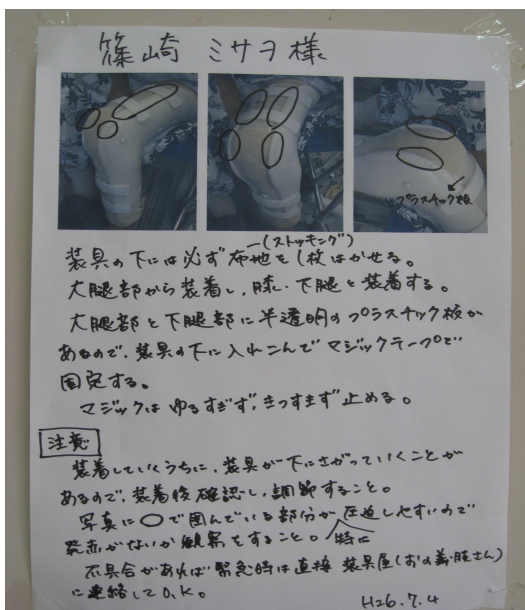 篠崎 ミサヲ様
プラスチック板
(ストッキング)
装具の下には必ず布地を1枚はかせる。
大腿部から装着し、膝・下腿と装着する。
大腿部と下腿部に半透明のプラスチック板が
あるので、装具の下に入れこんでマジックテープで
固定する。
マジックはゆるすぎず、きつすぎず止める。
注意
装着していくうちに、装具が下にさがっていくことが
あるので、装着後確認し、調節すること。
写真に○で囲んでいる部分が圧迫しやすいので
特に
発赤がないか観察をすること。
不具合があれば緊急時は直接 装具屋(おの義肢さん)
に連絡してO.K。
H26.7.4